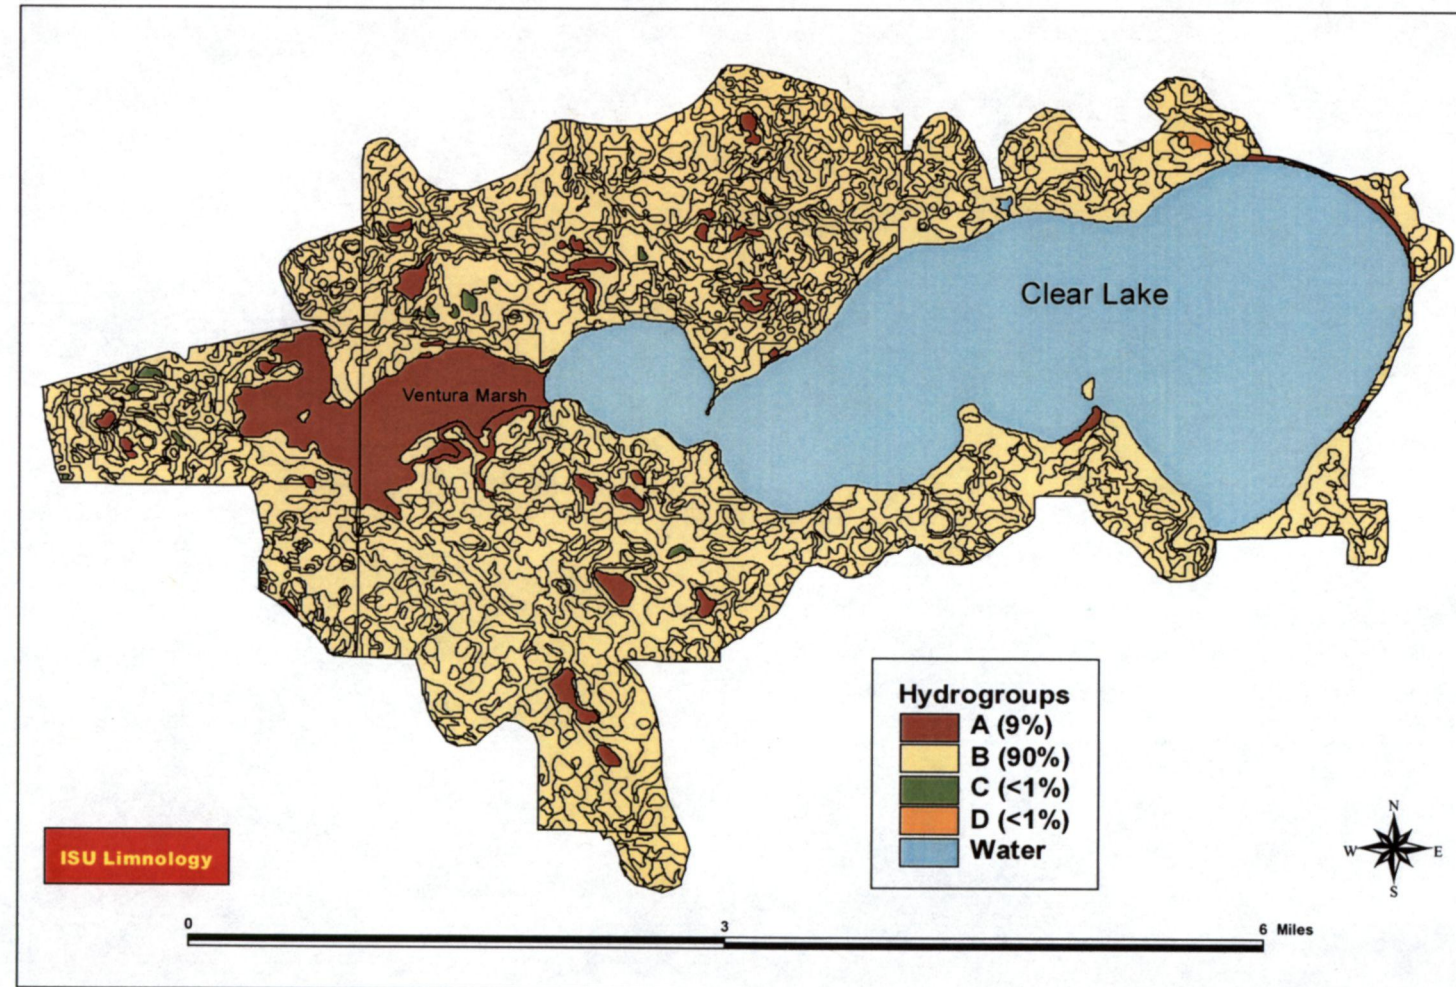 Clear Lake
Ventura Marsh
Hydrogroups
A (9%)
B (90%)
C (<1%)
D (<1%)
Water
ISU Limnology
N
W E
S
0 3 6 Miles